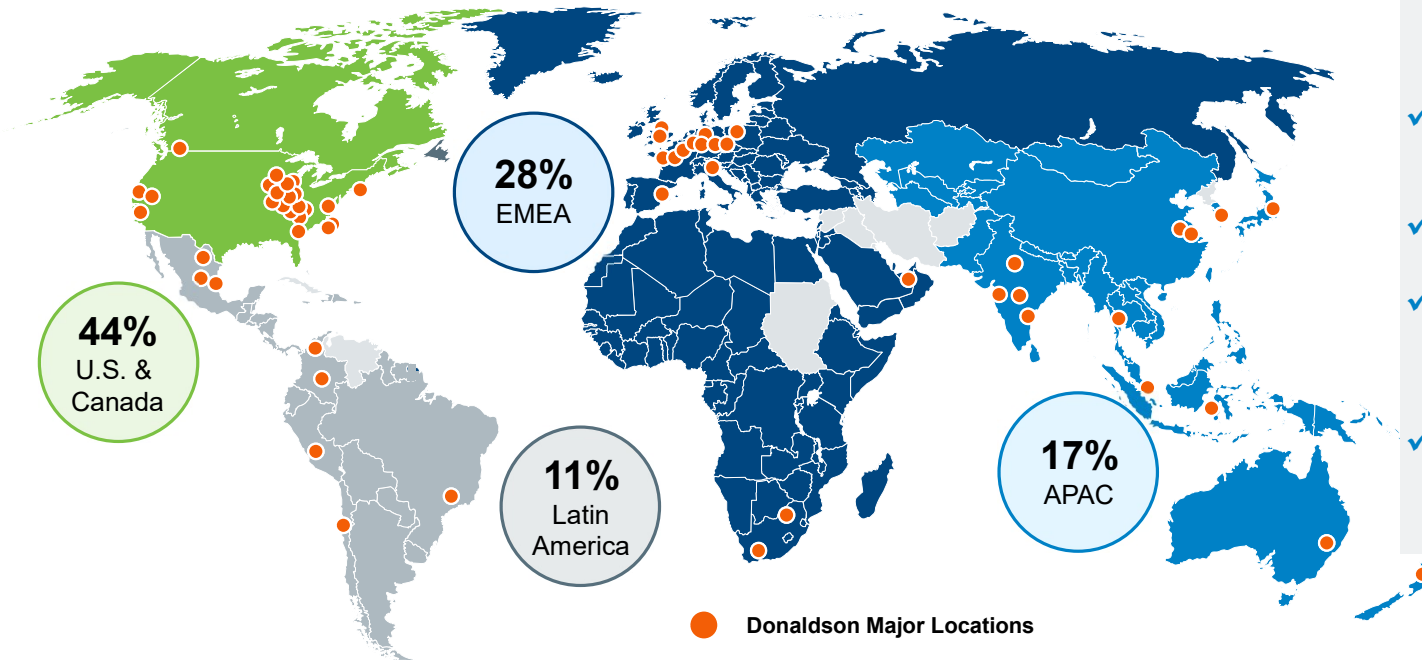 28%
EMEA
44%
U.S. &
Canada
11%
Latin
America
17%
APAC
Donaldson Major Locations